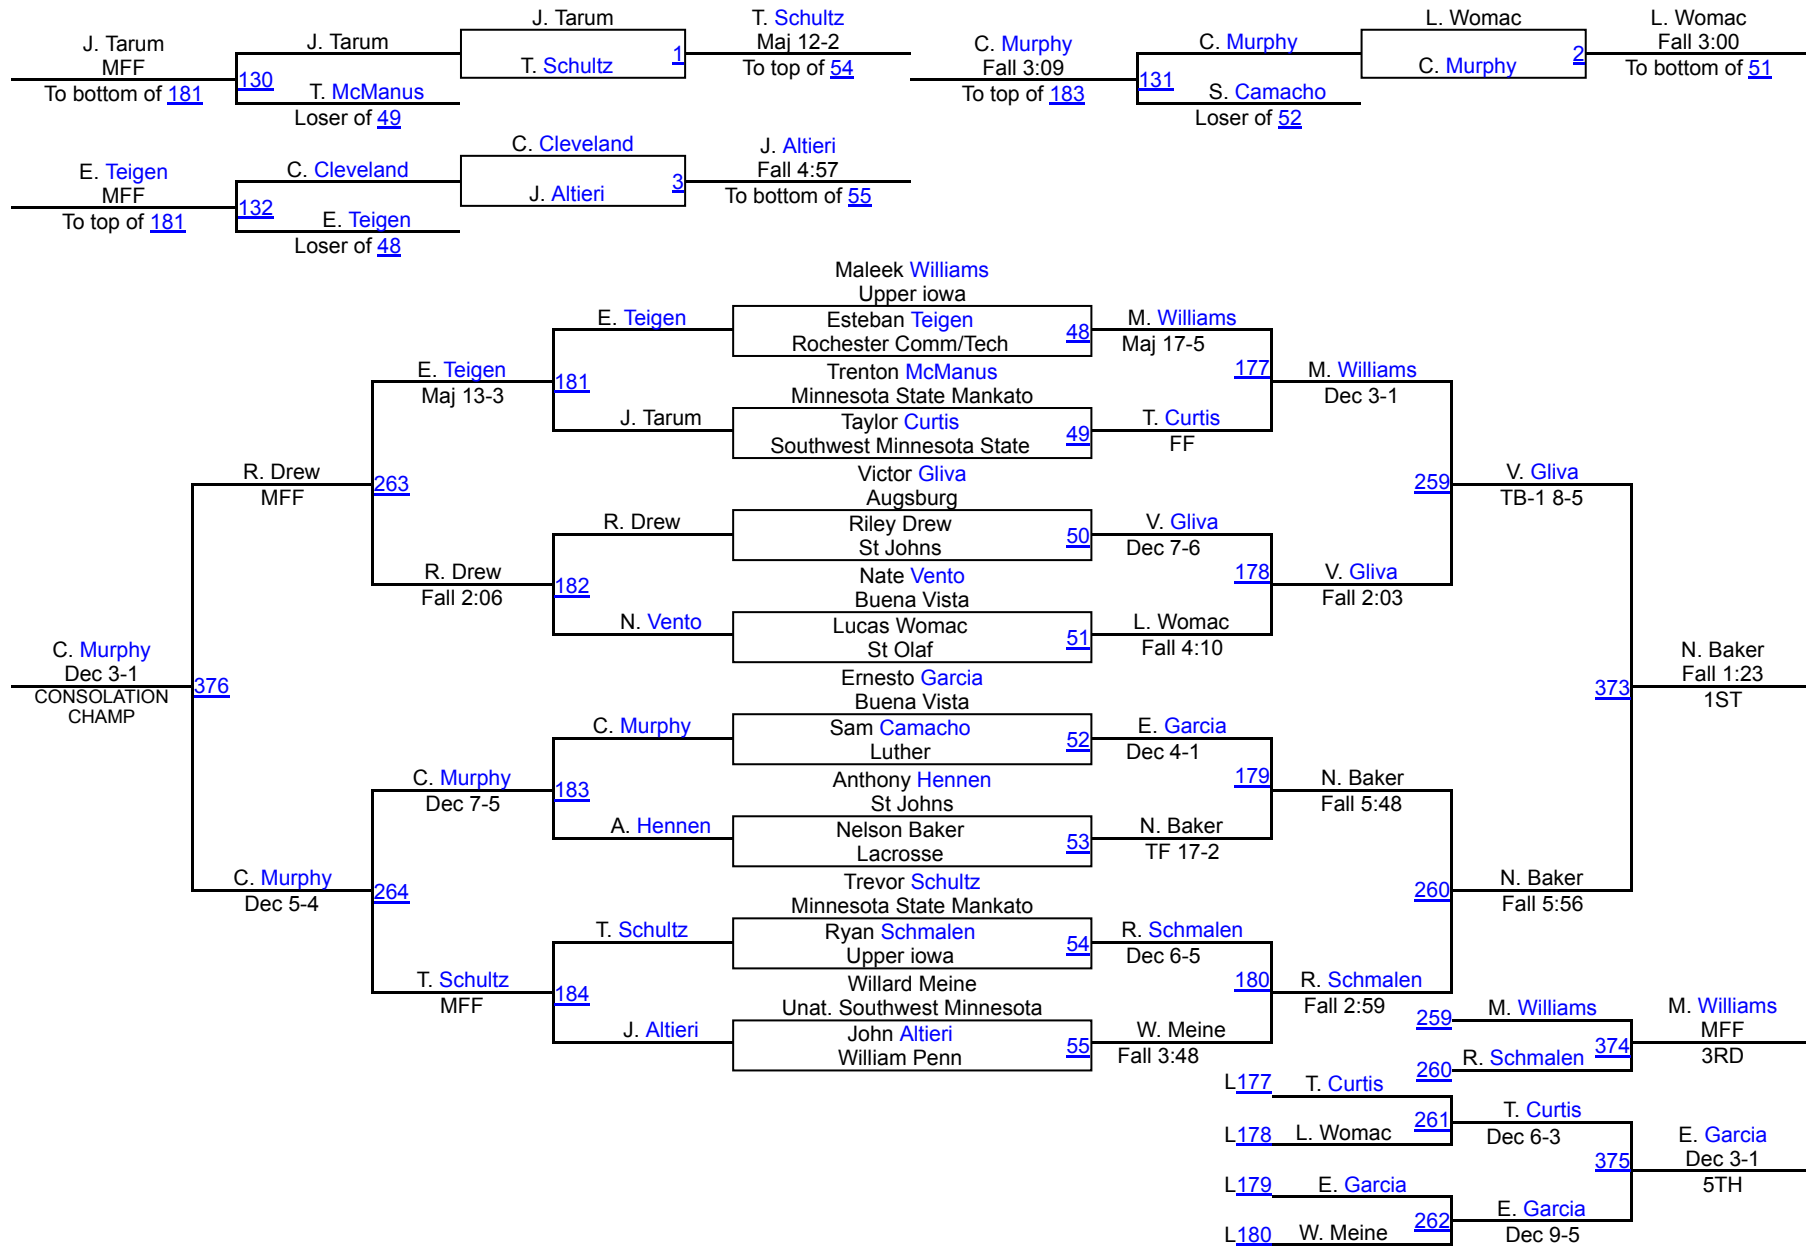 J. Tarum
MFF
To bottom of 181
J. Tarum
130
T. McManus
Loser of 49
J. Tarum
T. Schultz
1
T. Schultz
Maj 12-2
To top of 54
C. Murphy
Fall 3:09
To top of 183
C. Murphy
131
S. Camacho
Loser of 52
L. Womac
C. Murphy
2
L. Womac
Fall 3:00
To bottom of 51
E. Teigen
MFF
To top of 181
C. Cleveland
132
E. Teigen
Loser of 48
C. Cleveland
J. Altieri
3
J. Altieri
Fall 4:57
To bottom of 55
C. Murphy
Dec 3-1
CONSOLATION
CHAMP
376
R. Drew
MFF
263
C. Murphy
Dec 5-4
264
E. Teigen
Maj 13-3
181
R. Drew
Fall 2:06
182
C. Murphy
Dec 7-5
183
T. Schultz
MFF
184
E. Teigen
J. Tarum
R. Drew
N. Vento
C. Murphy
A. Hennen
T. Schultz
J. Altieri
Maleek Williams
Upper iowa
Esteban Teigen
Rochester Comm/Tech
48
Trenton McManus
Minnesota State Mankato
Taylor Curtis
Southwest Minnesota State
49
Victor Gliva
Augsburg
Riley Drew
St Johns
50
Nate Vento
Buena Vista
Lucas Womac
St Olaf
51
Ernesto Garcia
Buena Vista
Sam Camacho
Luther
52
Anthony Hennen
St Johns
Nelson Baker
Lacrosse
53
Trevor Schultz
Minnesota State Mankato
Ryan Schmalen
Upper iowa
54
Willard Meine
Unat. Southwest Minnesota
John Altieri
William Penn
55
M. Williams
Maj 17-5
177
T. Curtis
FF
V. Gliva
Dec 7-6
178
L. Womac
Fall 4:10
E. Garcia
Dec 4-1
179
N. Baker
TF 17-2
R. Schmalen
Dec 6-5
180
W. Meine
Fall 3:48
M. Williams
Dec 3-1
259
V. Gliva
Fall 2:03
N. Baker
Fall 5:48
260
R. Schmalen
Fall 2:59
V. Gliva
TB-1 8-5
373
N. Baker
Fall 5:56
N. Baker
Fall 1:23
1ST
259
M. Williams
374
260
R. Schmalen
M. Williams
MFF
3RD
L177
T. Curtis
261
L178
L. Womac
T. Curtis
Dec 6-3
375
L179
E. Garcia
262
L180
W. Meine
E. Garcia
Dec 9-5
E. Garcia
Dec 3-1
5TH